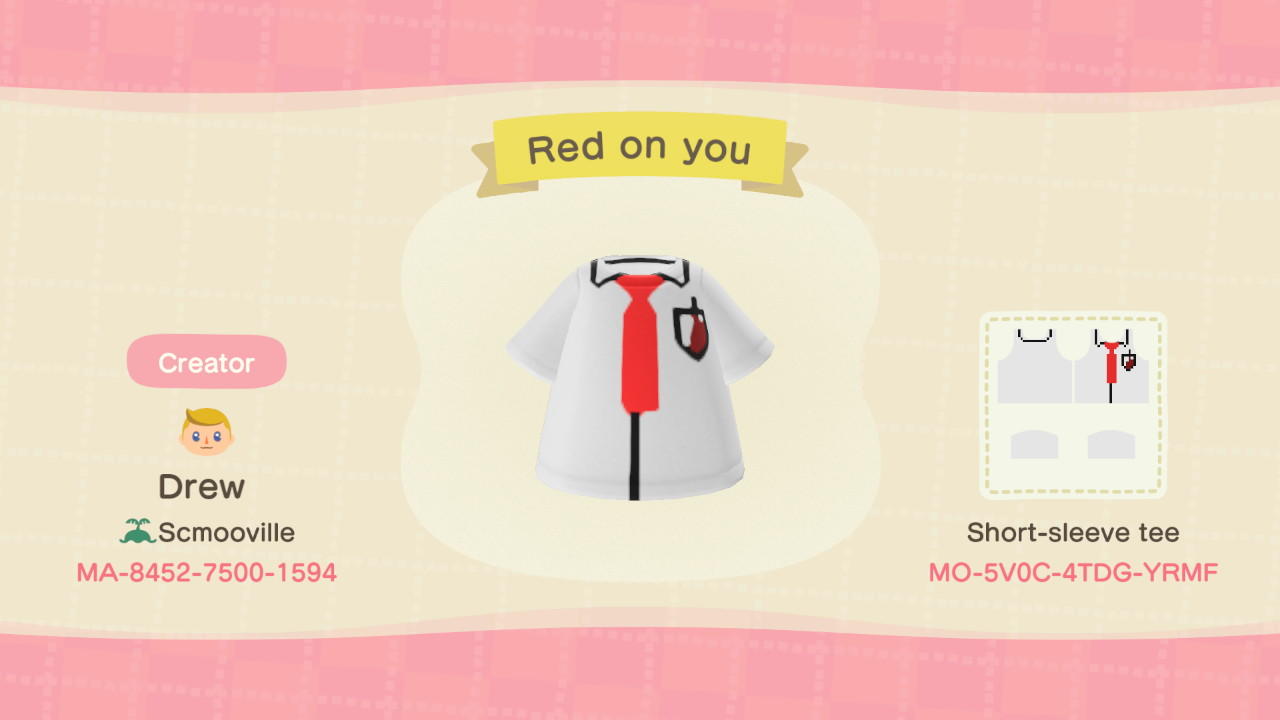 Red on you
Creator
Drew
Scmooville
MA-8452-7500-1594
Short-sleeve tee
MO-5V0C-4TDG-YRMF